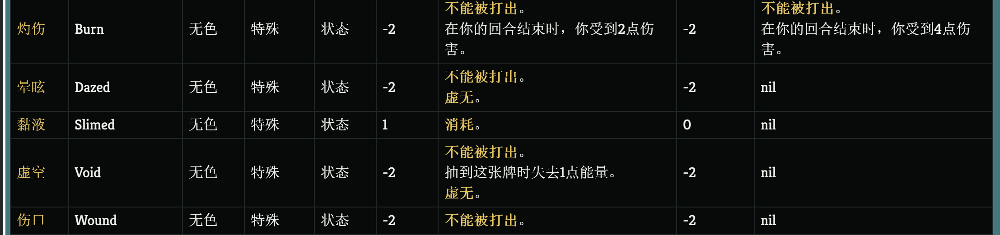 灼伤 Burn 无色 特殊 状态 -2 不能被打出。 -2 不能被打出。
在你的回合结束时，你受到2点伤 在你的回合结束时，你受到4点伤
害。 害。
晕眩 Dazed 无色 特殊 状态 -2 不能被打出。 -2 nil
虚无。
黏液 Slimed 无色 特殊 状态 1 消耗。 0 nil
虚空 Void 无色 特殊 状态 -2 不能被打出。 -2 nil
抽到这张牌时失去1点能量。
虚无。
伤口 Wound 无色 特殊 状态 -2 不能被打出。 -2 nil